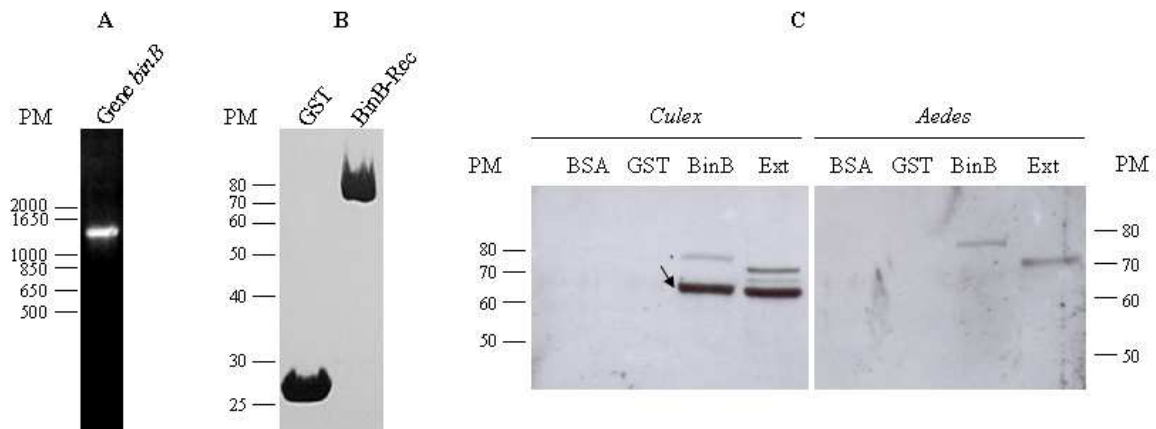 A
B
C
PM
Gene binB
2000
1650
1000
850
650
500
PM
GST
BinB-Rec
80
70
60
50
40
30
25
Culex
Aedes
PM
BSA GST BinB Ext
BSA GST BinB Ext
PM
80
70
60
50
80
70
60
50